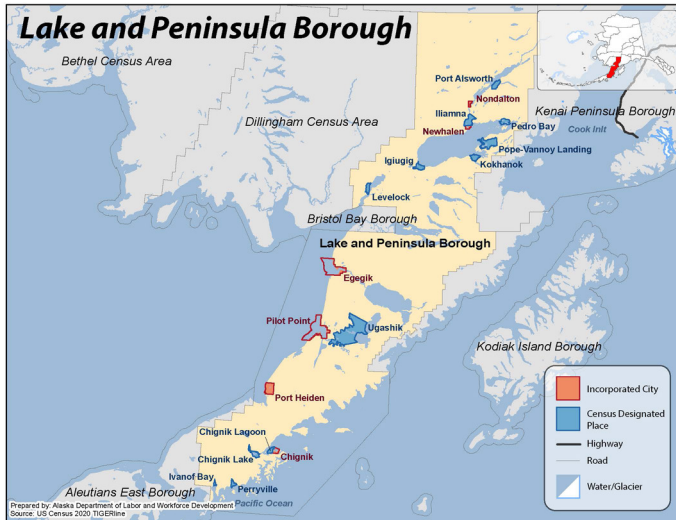 Lake and Peninsula Borough
Bethel Census Area
Dillingham Census Area
Port Alsworth
Nondalton
Iliamna
Kenai Peninsula Borough
Newhalen
Pedro Bay
Cook Inlt
Pope-Vannoy Landing
Igiugig
Kokhanok
Levelock
Bristol Bay Borough
Lake and Peninsula Borough
Egegik
Pilot Point
Ugashik
Kodiak Island Borough
Port Heiden
Chignik Lagoon
Chignik Lake
Chignik
Ivanof Bay
Perryville
Aleutians East Borough
Pacific Ocean
Incorporated City
Census Designated
Place
Highway
Road
Water/Glacier
Prepared by: Alaska Department of Labor and Workforce Development
Source: US Census 2020 TIGERline